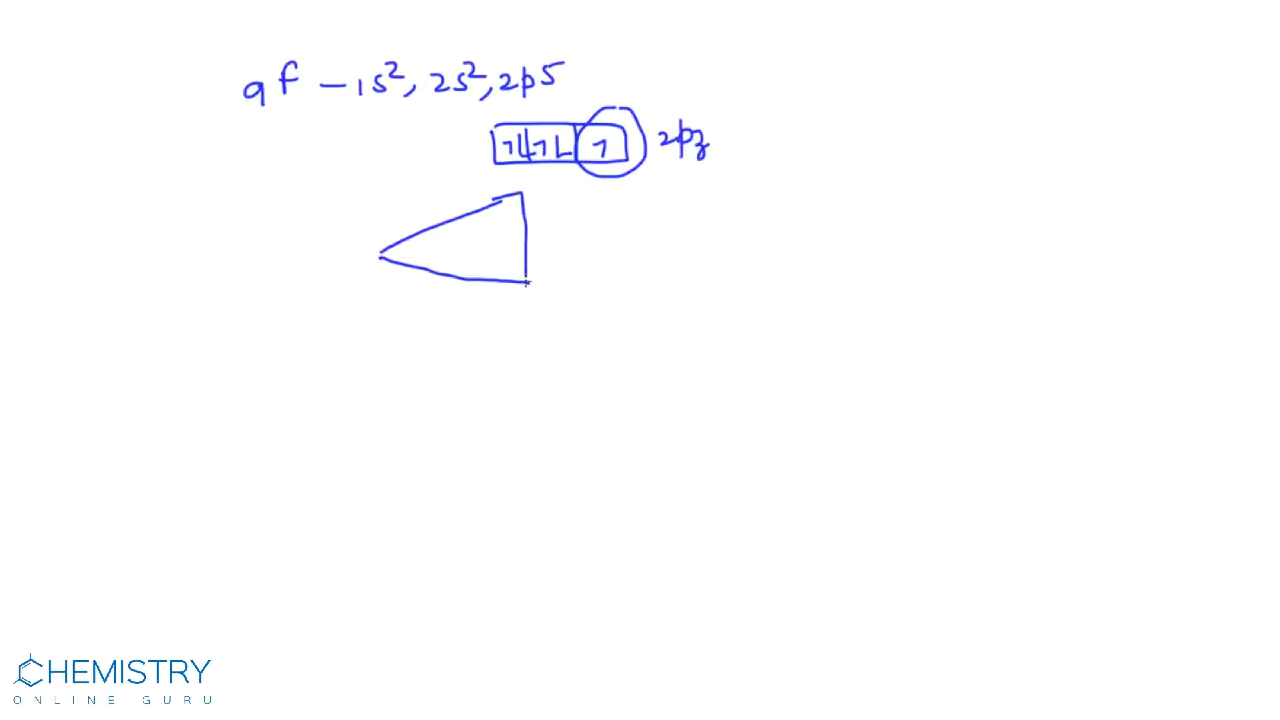 9F - 1s², 2s², 2p5
2pz
CHEMISTRY
ONLINE GURU